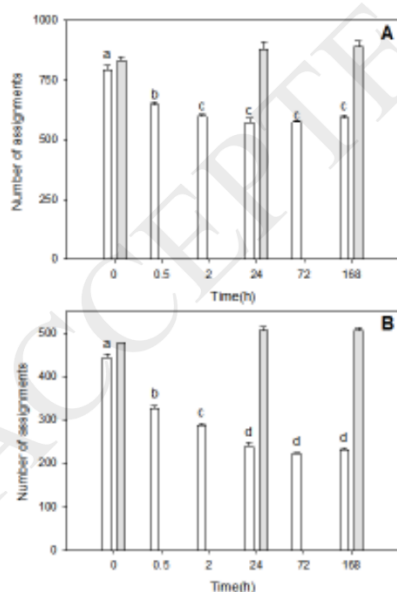 A
1000
750
500
250
0
Number of assignments
a
b
c
c
c
c
0 0.5 2 24 72 168
Time(h)
B
500
400
300
200
100
0
Number of assignments
a
b
c
d
d
d
0 0.5 2 24 72 168
Time(h)
ACCEPTE